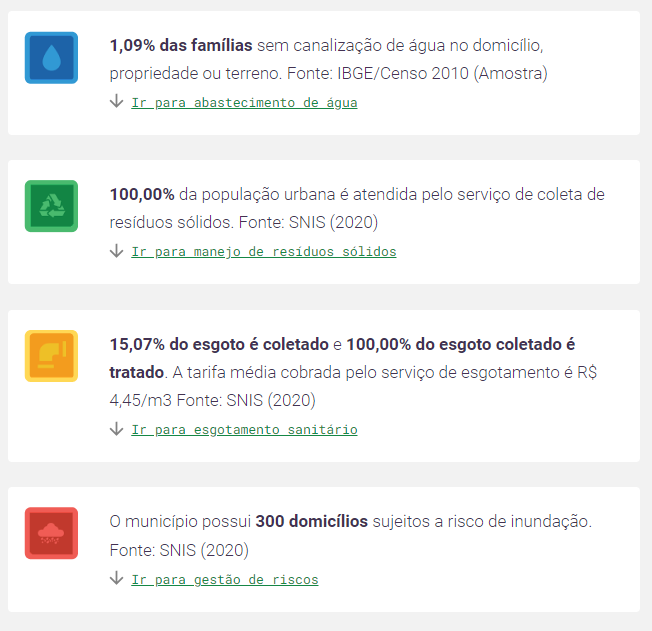 1,09% das famílias sem canalização de água no domicílio,
propriedade ou terreno. Fonte: IBGE/Censo 2010 (Amostra)
Ir para abastecimento de água
100,00% da população urbana é atendida pelo serviço de coleta de
resíduos sólidos. Fonte: SNIS (2020)
Ir para manejo de resíduos sólidos
15,07% do esgoto é coletado e 100,00% do esgoto coletado é
tratado. A tarifa média cobrada pelo serviço de esgotamento é R$
4,45/m3 Fonte: SNIS (2020)
Ir para esgotamento sanitário
O município possui 300 domicílios sujeitos a risco de inundação.
Fonte: SNIS (2020)
Ir para gestão de riscos